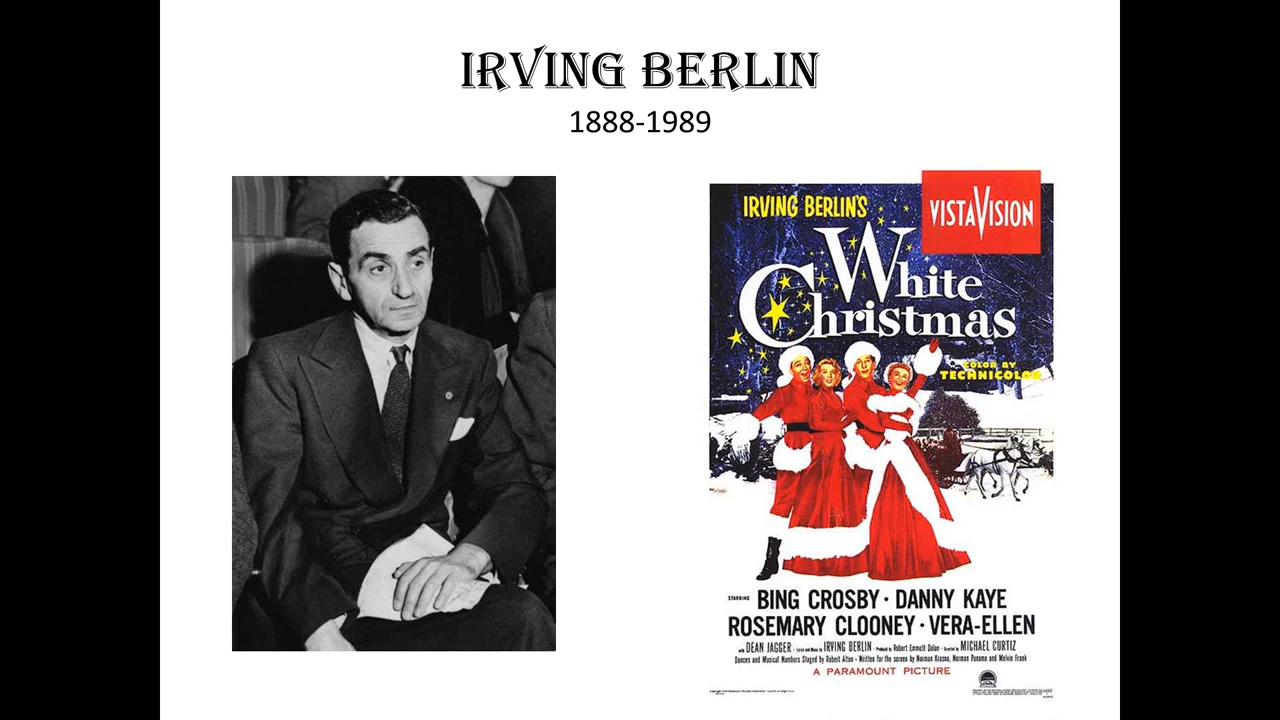 IRVING BERLIN
1888-1989
IRVING BERLIN'S
VISTAVISION
White
Christmas
COLOR BY
TECHNICOLOR
STARRING BING CROSBY · DANNY KAYE
ROSEMARY CLOONEY · VERA-ELLEN
with DEAN JAGGER · Lyrics and Music by IRVING BERLIN · Produced by Robert Emmett Dolan · Directed by MICHAEL CURTIZ
Dances and Musical Numbers Staged by Robert Alton · Written for the screen by Norman Krasna, Norman Panama and Melvin Frank
A PARAMOUNT PICTURE